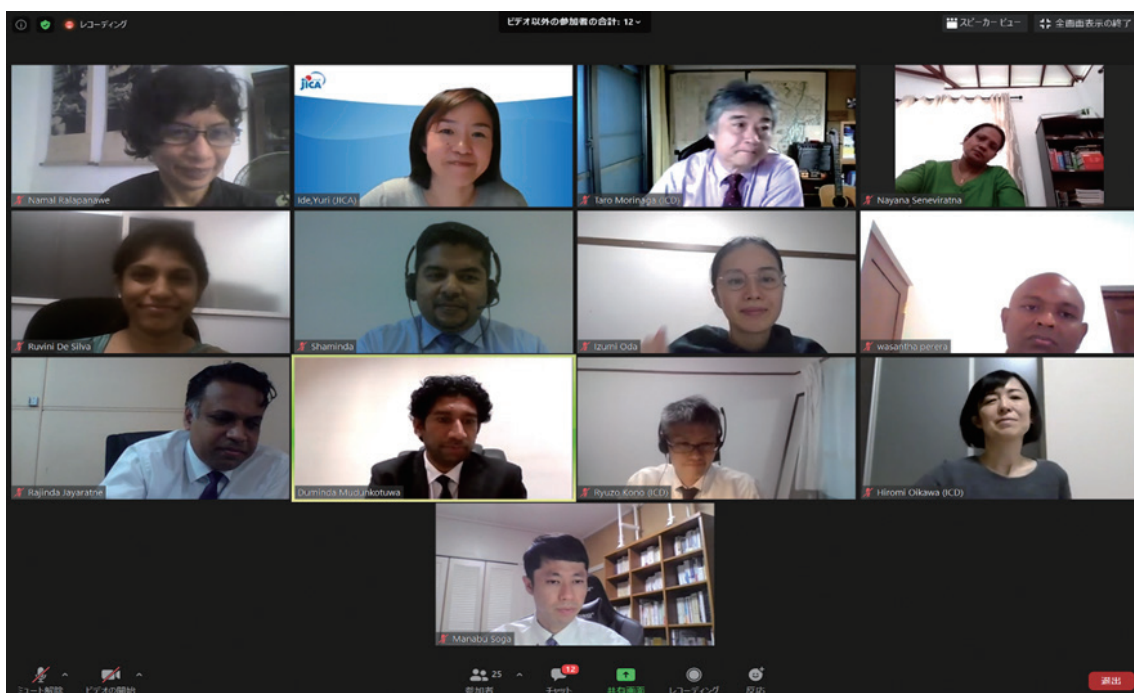 レコーディング
ビデオ以外の参加者の合計: 12
スピーカー ビュー
全画面表示の終了
JICA
Namal Ralapanawe
Ide,Yuri (JICA)
Taro Morinaga (ICD)
Nayana Seneviratna
Ruvini De Silva
Shaminda
Izumi Oda
wasantha perera
Rajinda Jayaratne
Duminda Mudunkotuwa
Ryuzo Kono (ICD)
Hiromi Oikawa (ICD)
Manabu Soga
ミュート解除
ビデオの開始
25
参加者
12
チャット
共有画面
レコーディング
反応
退出